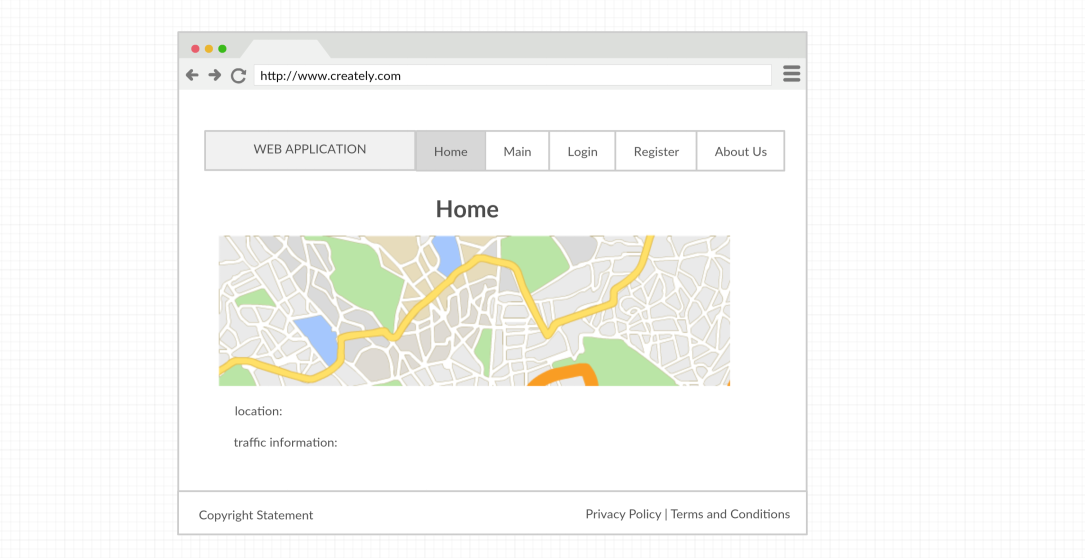 http://www.creately.com
WEB APPLICATION Home Main Login Register About Us
Home
location:
traffic information:
Copyright Statement Privacy Policy | Terms and Conditions